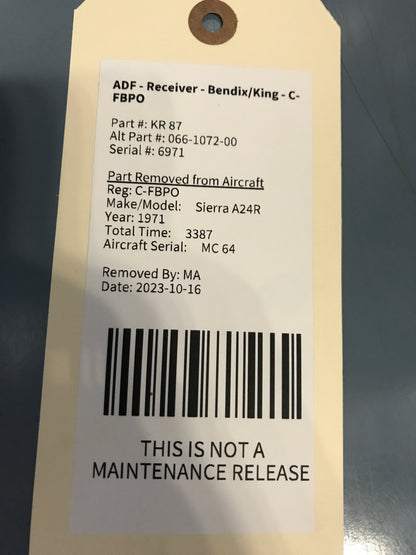 ADF - Receiver - Bendix/King - C-
FBPO
Part #: KR 87
Alt Part #: 066-1072-00
Serial #: 6971
Part Removed from Aircraft
Reg: C-FBPO
Make/Model: Sierra A24R
Year: 1971
Total Time: 3387
Aircraft Serial: MC 64
Removed By: MA
Date: 2023-10-16
THIS IS NOT A
MAINTENANCE RELEASE